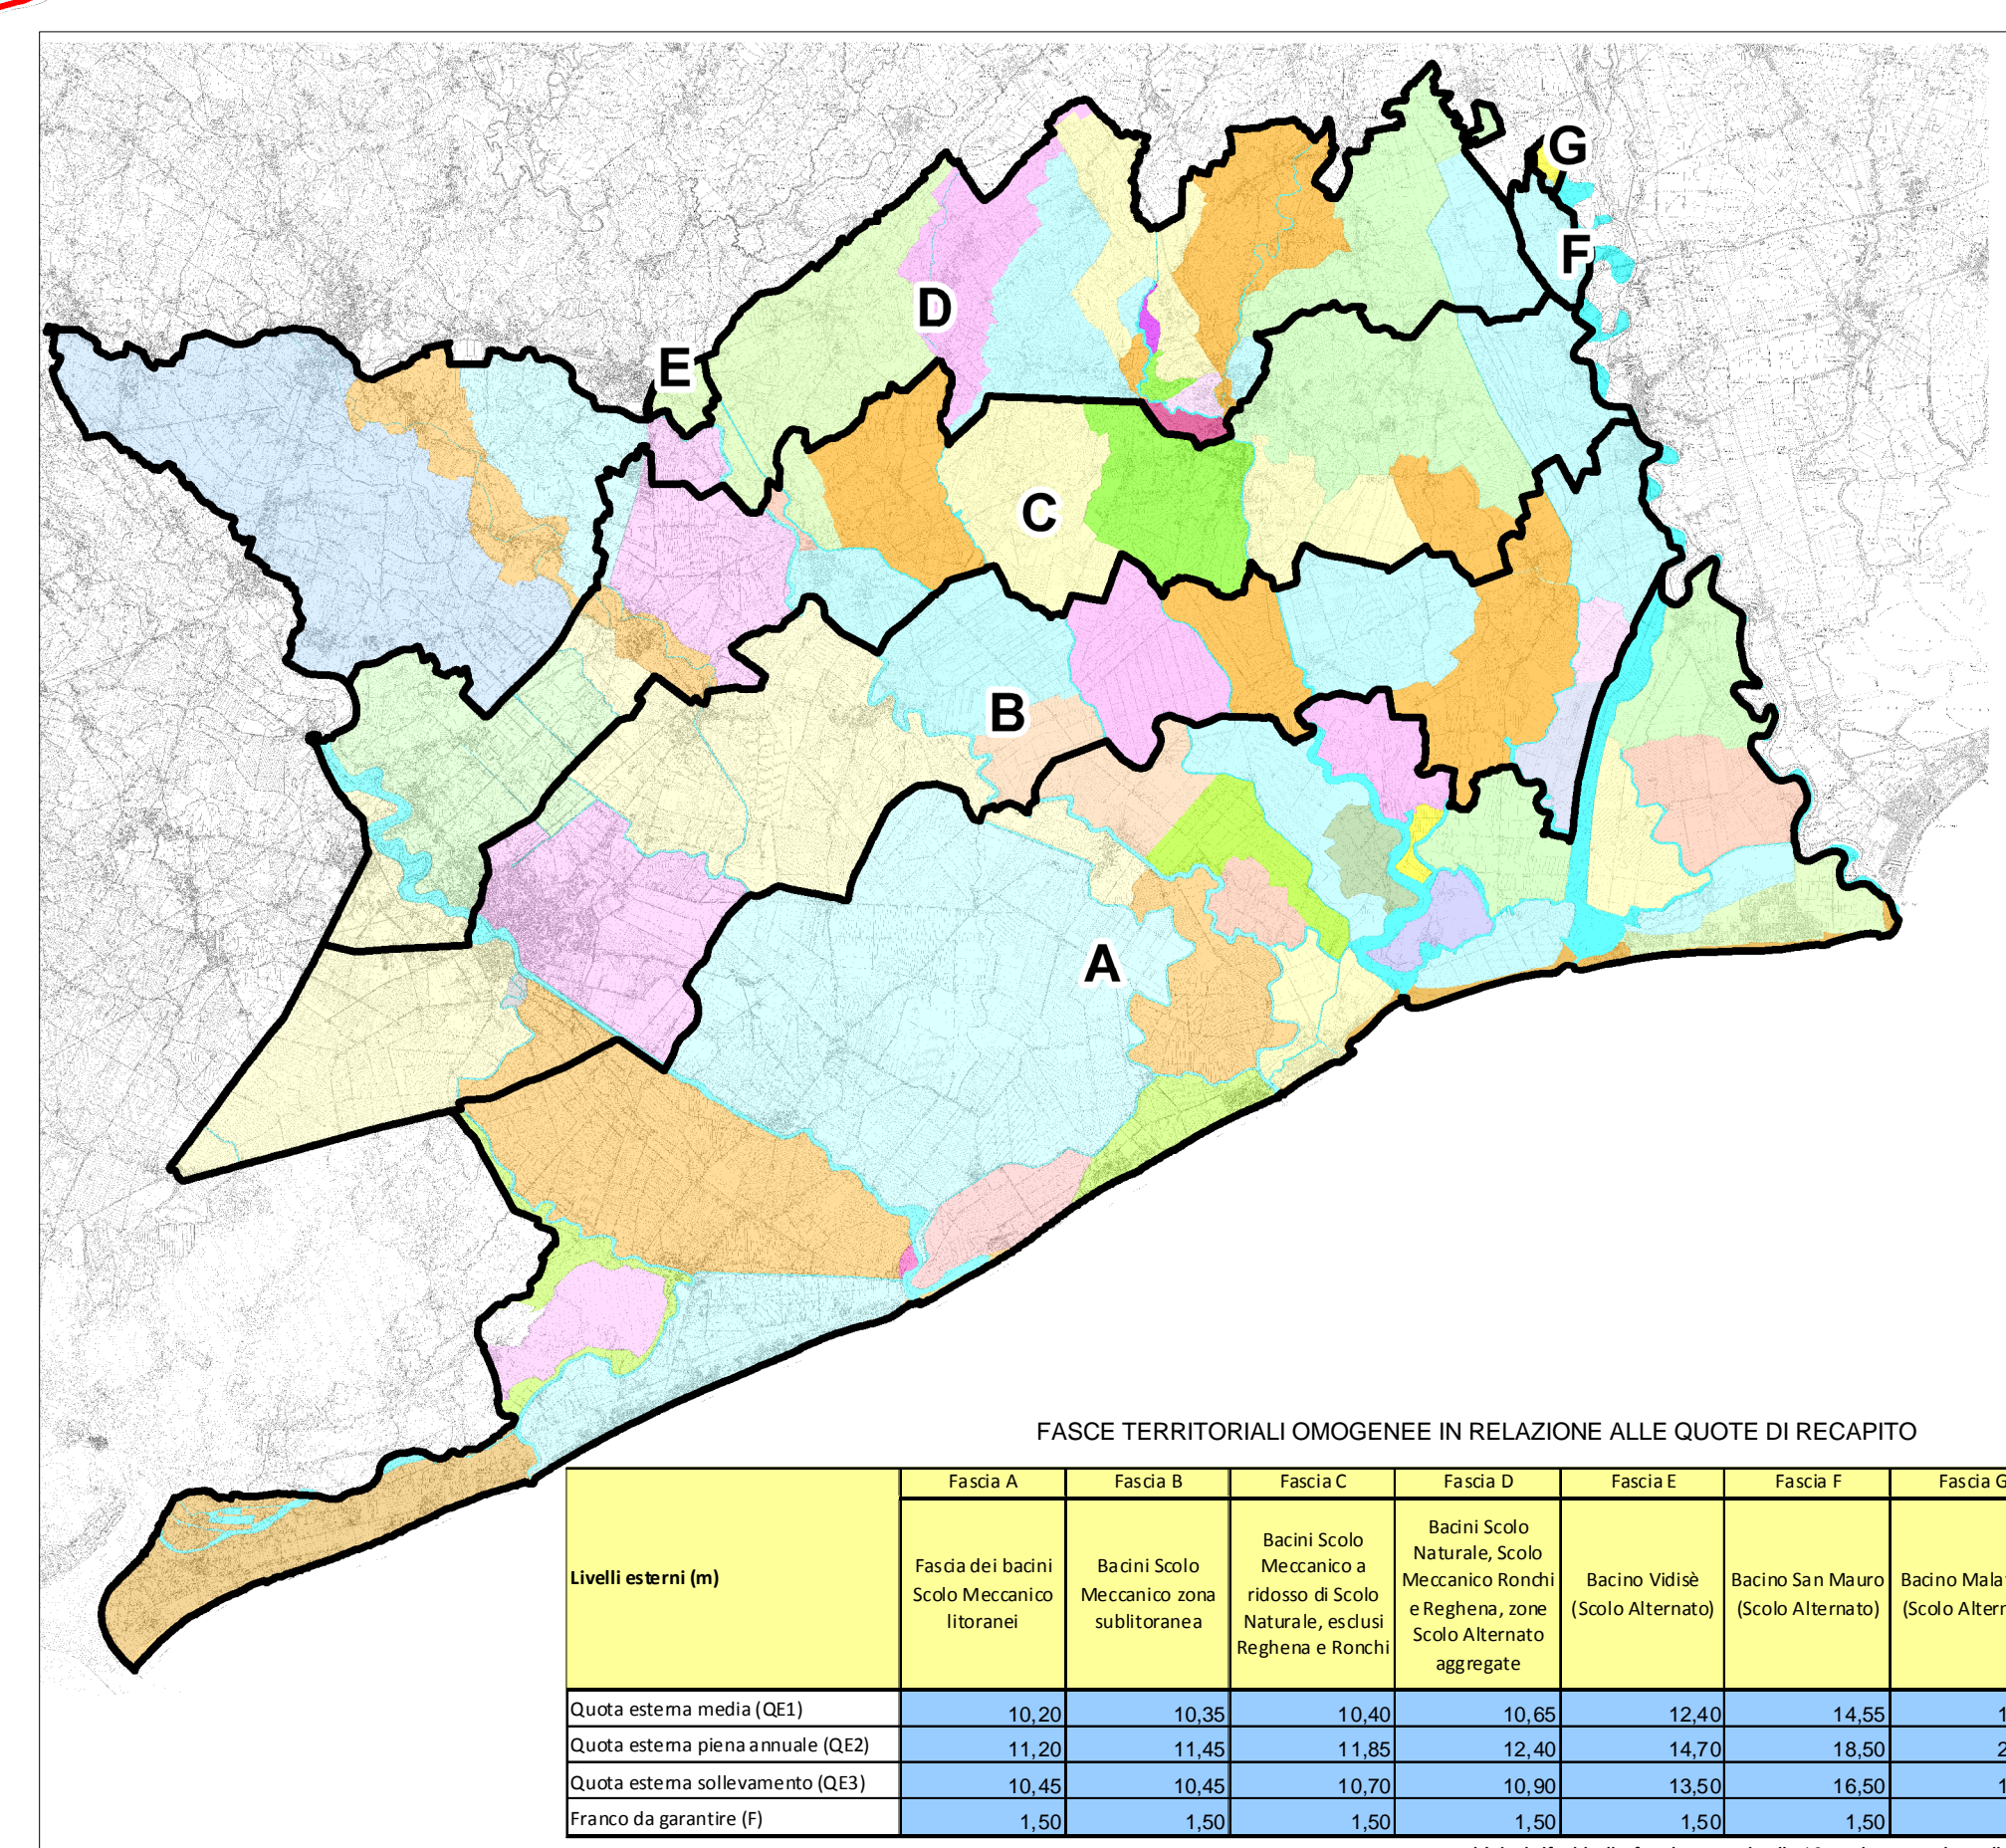 G
F
D
E
C
B
A
FASCE TERRITORIALI OMOGENEE IN RELAZIONE ALLE QUOTE DI RECAPITO
Livelli esterni (m)
Fascia A
Fascia B
Fascia C
Fascia D
Fascia E
Fascia F
Fascia G
Fascia dei bacini
Scolo Meccanico
litoranei
Bacini Scolo
Meccanico zona
sublitoranea
Bacini Scolo
Meccanico a
ridosso di Scolo
Naturale, esclusi
Reghena e Ronchi
Bacini Scolo
Naturale, Scolo
Meccanico Ronchi
e Reghena, zone
Scolo Alternato
aggregate
Bacino Vidisè
(Scolo Alternato)
Bacino San Mauro
(Scolo Alternato)
Bacino
(Scolo
Quota esterna media (QE1) 10,20 10,35 10,40 10,65 12,40 14,55
Quota esterna piena annuale (QE2) 11,20 11,45 11,85 12,40 14,70 18,50
Quota esterna sollevamento (QE3) 10,45 10,45 10,70 10,90 13,50 16,50
Franco da garantire (F) 1,50 1,50 1,50 1,50 1,50 1,50